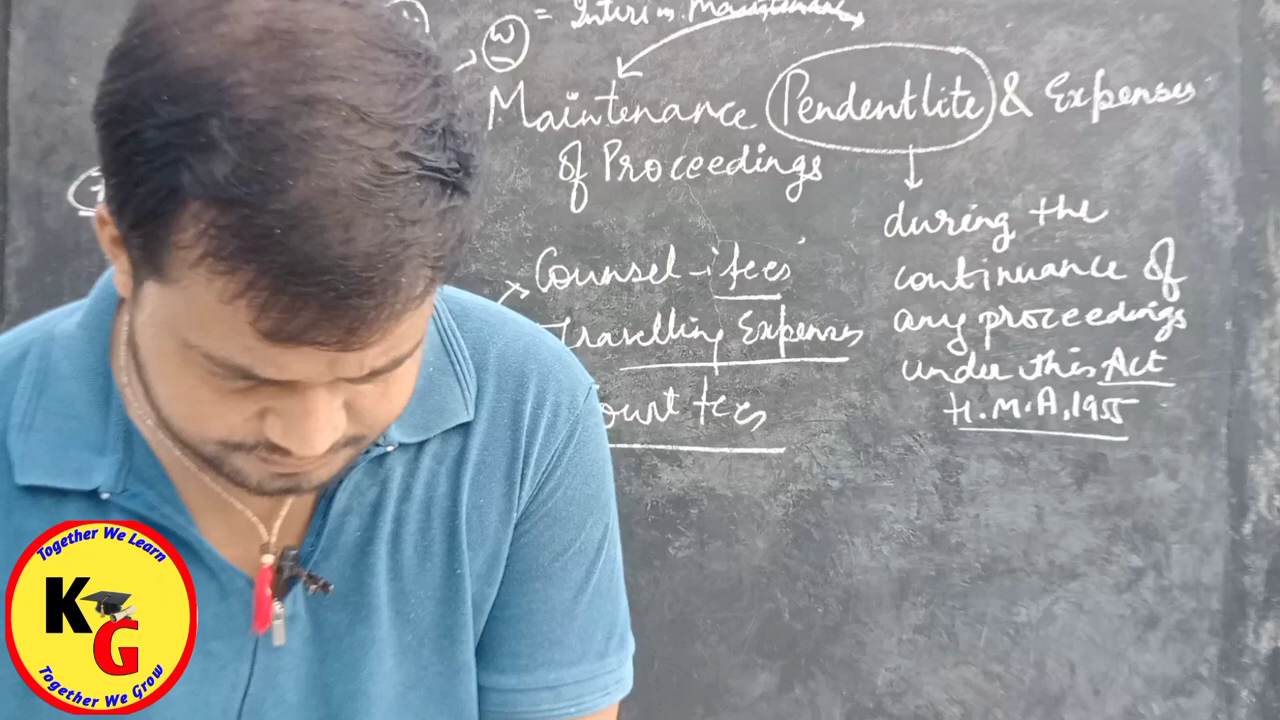 W = Interim Maintenance
Maintenance Pendentlite & Expenses
of Proceedings
Counsel-fees
Travelling Expenses
Court fees
during the
continuance of
any proceedings
under this Act
H.M.A, 1955
Together We Learn
KG
Together We Grow